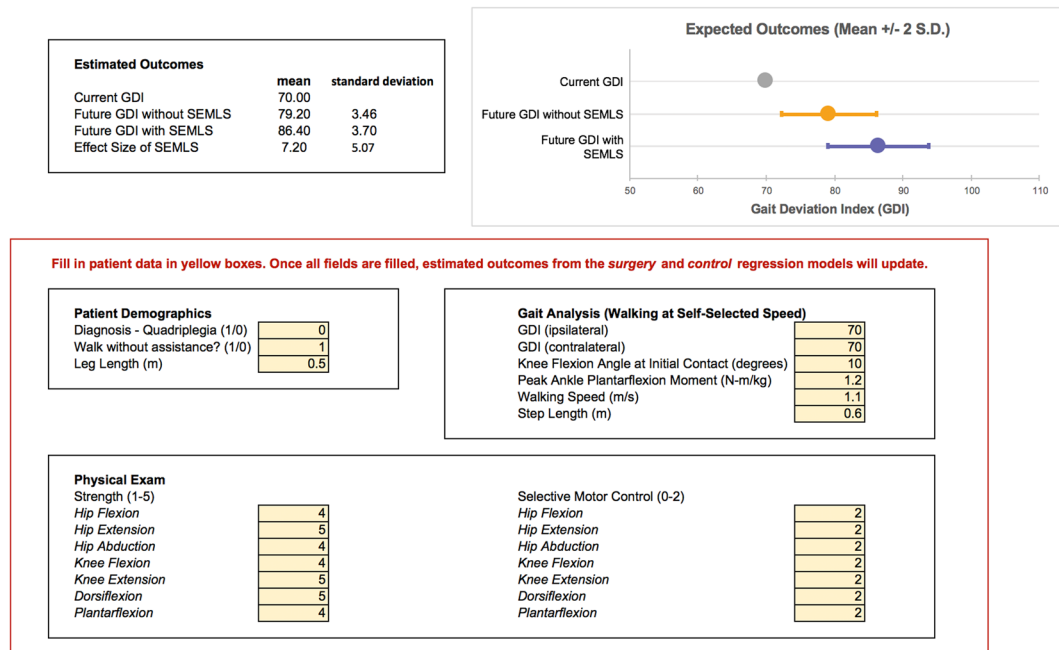 Estimated Outcomes
mean standard deviation
Current GDI 70.00
Future GDI without SEMLS 79.20 3.46
Future GDI with SEMLS 86.40 3.70
Effect Size of SEMLS 7.20 5.07
Expected Outcomes (Mean +/- 2 S.D.)
Current GDI
Future GDI without SEMLS
Future GDI with
SEMLS
50 60 70 80 90 100 110
Gait Deviation Index (GDI)
Fill in patient data in yellow boxes. Once all fields are filled, estimated outcomes from the surgery and control regression models will update.
Patient Demographics
Diagnosis - Quadriplegia (1/0) 0
Walk without assistance? (1/0) 1
Leg Length (m) 0.5
Gait Analysis (Walking at Self-Selected Speed)
GDI (ipsilateral) 70
GDI (contralateral) 70
Knee Flexion Angle at Initial Contact (degrees) 10
Peak Ankle Plantarflexion Moment (N-m/kg) 1.2
Walking Speed (m/s) 1.1
Step Length (m) 0.6
Physical Exam
Strength (1-5)
Hip Flexion 4
Hip Extension 5
Hip Abduction 4
Knee Flexion 4
Knee Extension 5
Dorsiflexion 5
Plantarflexion 4
Selective Motor Control (0-2)
Hip Flexion 2
Hip Extension 2
Hip Abduction 2
Knee Flexion 2
Knee Extension 2
Dorsiflexion 2
Plantarflexion 2